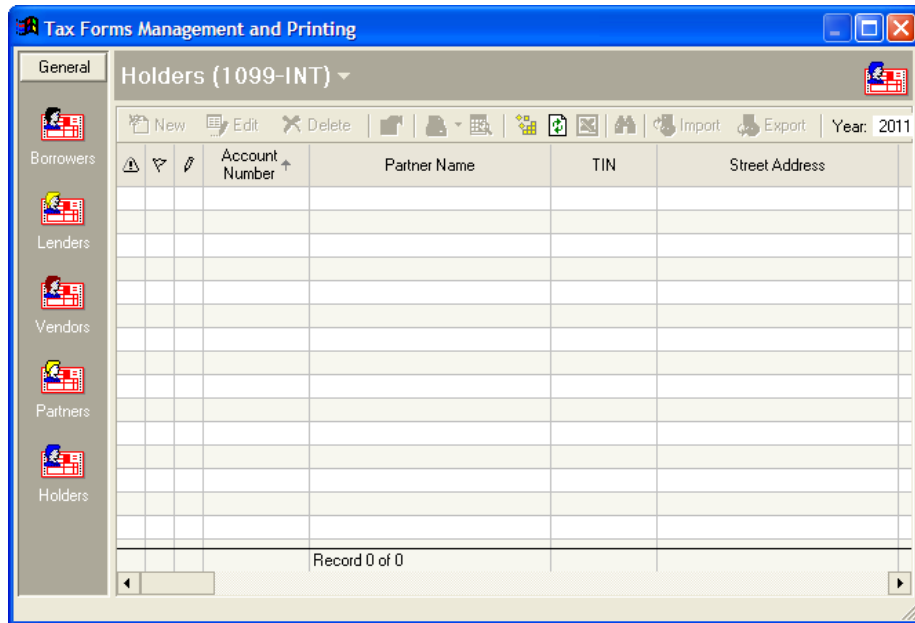 Tax Forms Management and Printing
General
Holders (1099-INT)
New Edit Delete Import Export Year: 2011
Borrowers
Lenders
Vendors
Partners
Holders
Account
Number
Partner Name
TIN
Street Address
Record 0 of 0